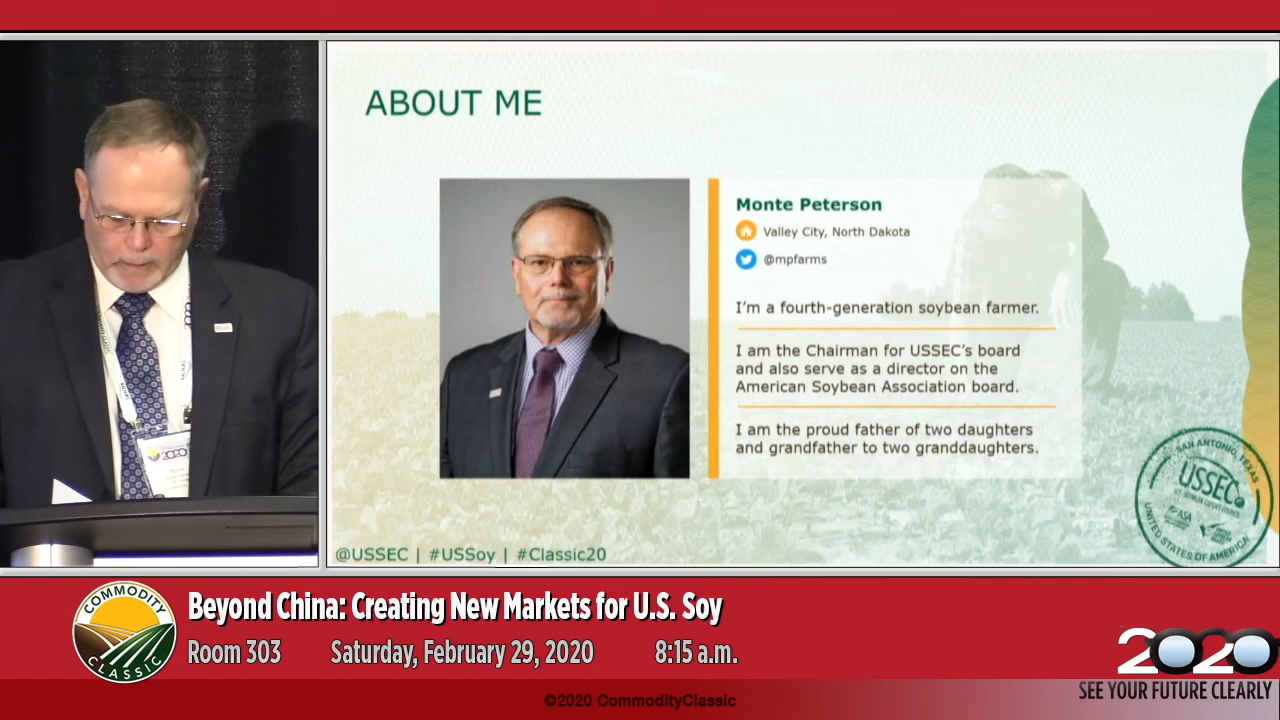 ABOUT ME
Monte Peterson
Valley City, North Dakota
@mpfarms
I'm a fourth-generation soybean farmer.
I am the Chairman for USSEC's board
and also serve as a director on the
American Soybean Association board.
I am the proud father of two daughters
and grandfather to two granddaughters.
SAN ANTONIO, TEXAS
USSEC
U.S. SOYBEAN EXPORT COUNCIL
ASA
UNITED STATES OF AMERICA
@USSEC | #USSoy | #Classic20
COMMODITY
CLASSIC
Beyond China: Creating New Markets for U.S. Soy
Room 303 Saturday, February 29, 2020 8:15 a.m.
2020
SEE YOUR FUTURE CLEARLY
©2020 CommodityClassic